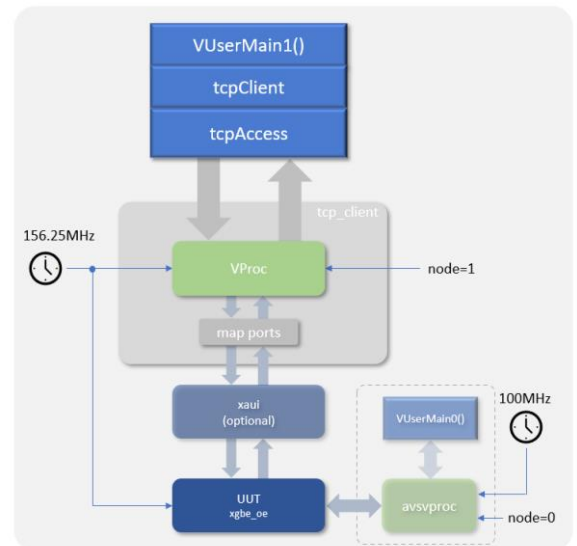 VUserMain1()
tcpClient
tcpAccess
tcp_client
156.25MHz
VProc
node=1
map ports
xaui
(optional)
100MHz
VUserMain0()
UUT
xgbe_oe
avsvproc
node=0